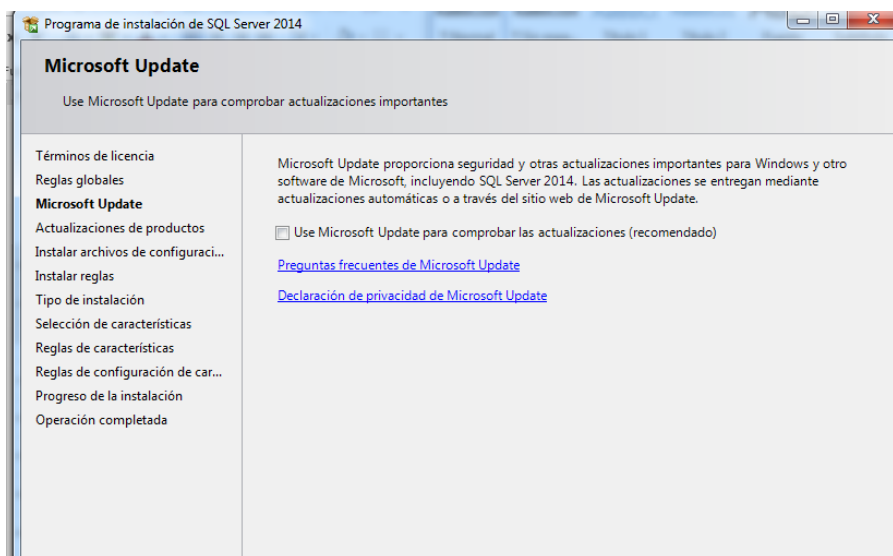 Programa de instalación de SQL Server 2014
Microsoft Update
Use Microsoft Update para comprobar actualizaciones importantes
Términos de licencia
Reglas globales
Microsoft Update
Actualizaciones de productos
Instalar archivos de configuraci...
Instalar reglas
Tipo de instalación
Selección de características
Reglas de características
Reglas de configuración de car...
Progreso de la instalación
Operación completada
Microsoft Update proporciona seguridad y otras actualizaciones importantes para Windows y otro
software de Microsoft, incluyendo SQL Server 2014. Las actualizaciones se entregan mediante
actualizaciones automáticas o a través del sitio web de Microsoft Update.
Use Microsoft Update para comprobar las actualizaciones (recomendado)
Preguntas frecuentes de Microsoft Update
Declaración de privacidad de Microsoft Update